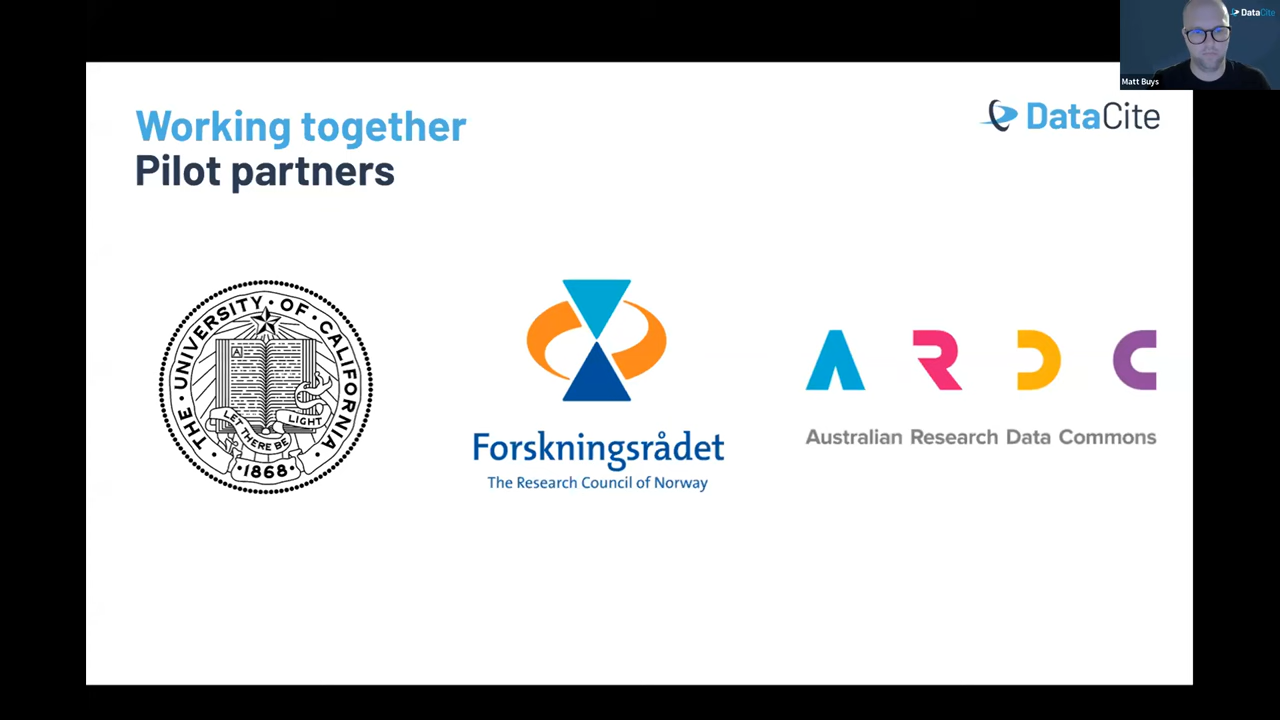 DataCite
Matt Buys
Working together
Pilot partners
DataCite
THE · UNIVERSITY · OF · CALIFORNIA ·
A
LET THERE BE LIGHT
·1868·
Forskningsrådet
The Research Council of Norway
ARDC
Australian Research Data Commons